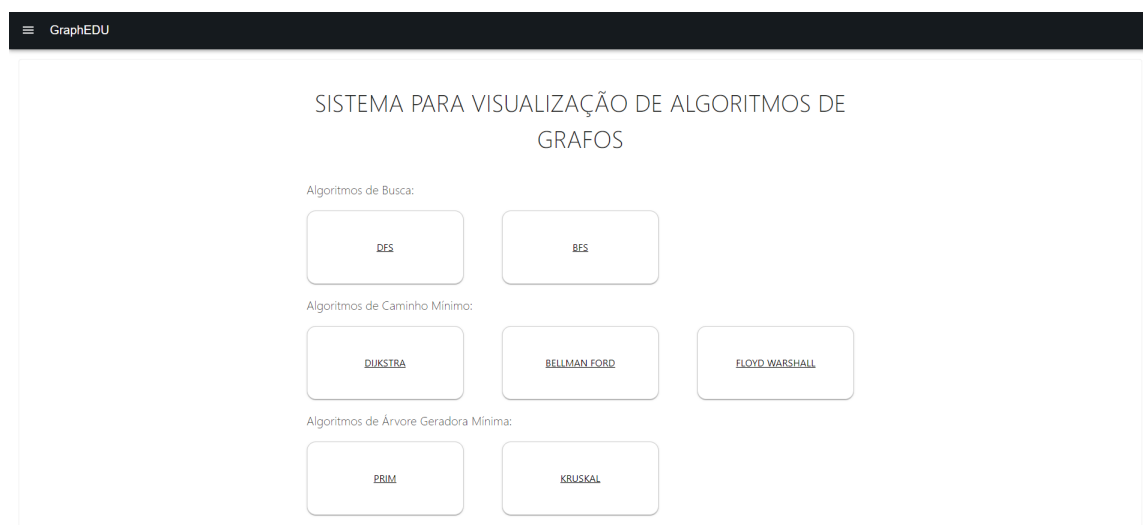 GraphEDU
SISTEMA PARA VISUALIZAÇÃO DE ALGORITMOS DE
GRAFOS
Algoritmos de Busca:
DFS
BFS
Algoritmos de Caminho Mínimo:
DIJKSTRA
BELLMAN FORD
FLOYD WARSHALL
Algoritmos de Árvore Geradora Mínima:
PRIM
KRUSKAL